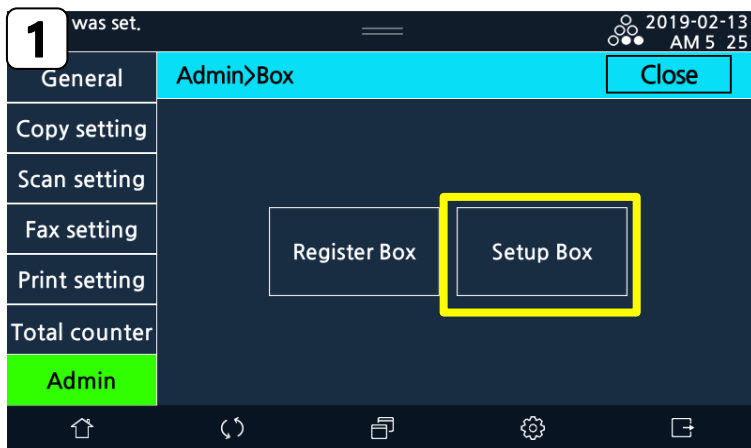 1
was set.
2019-02-13
AM 5 25
General
Admin>Box
Close
Copy setting
Scan setting
Fax setting
Print setting
Total counter
Admin
Register Box
Setup Box